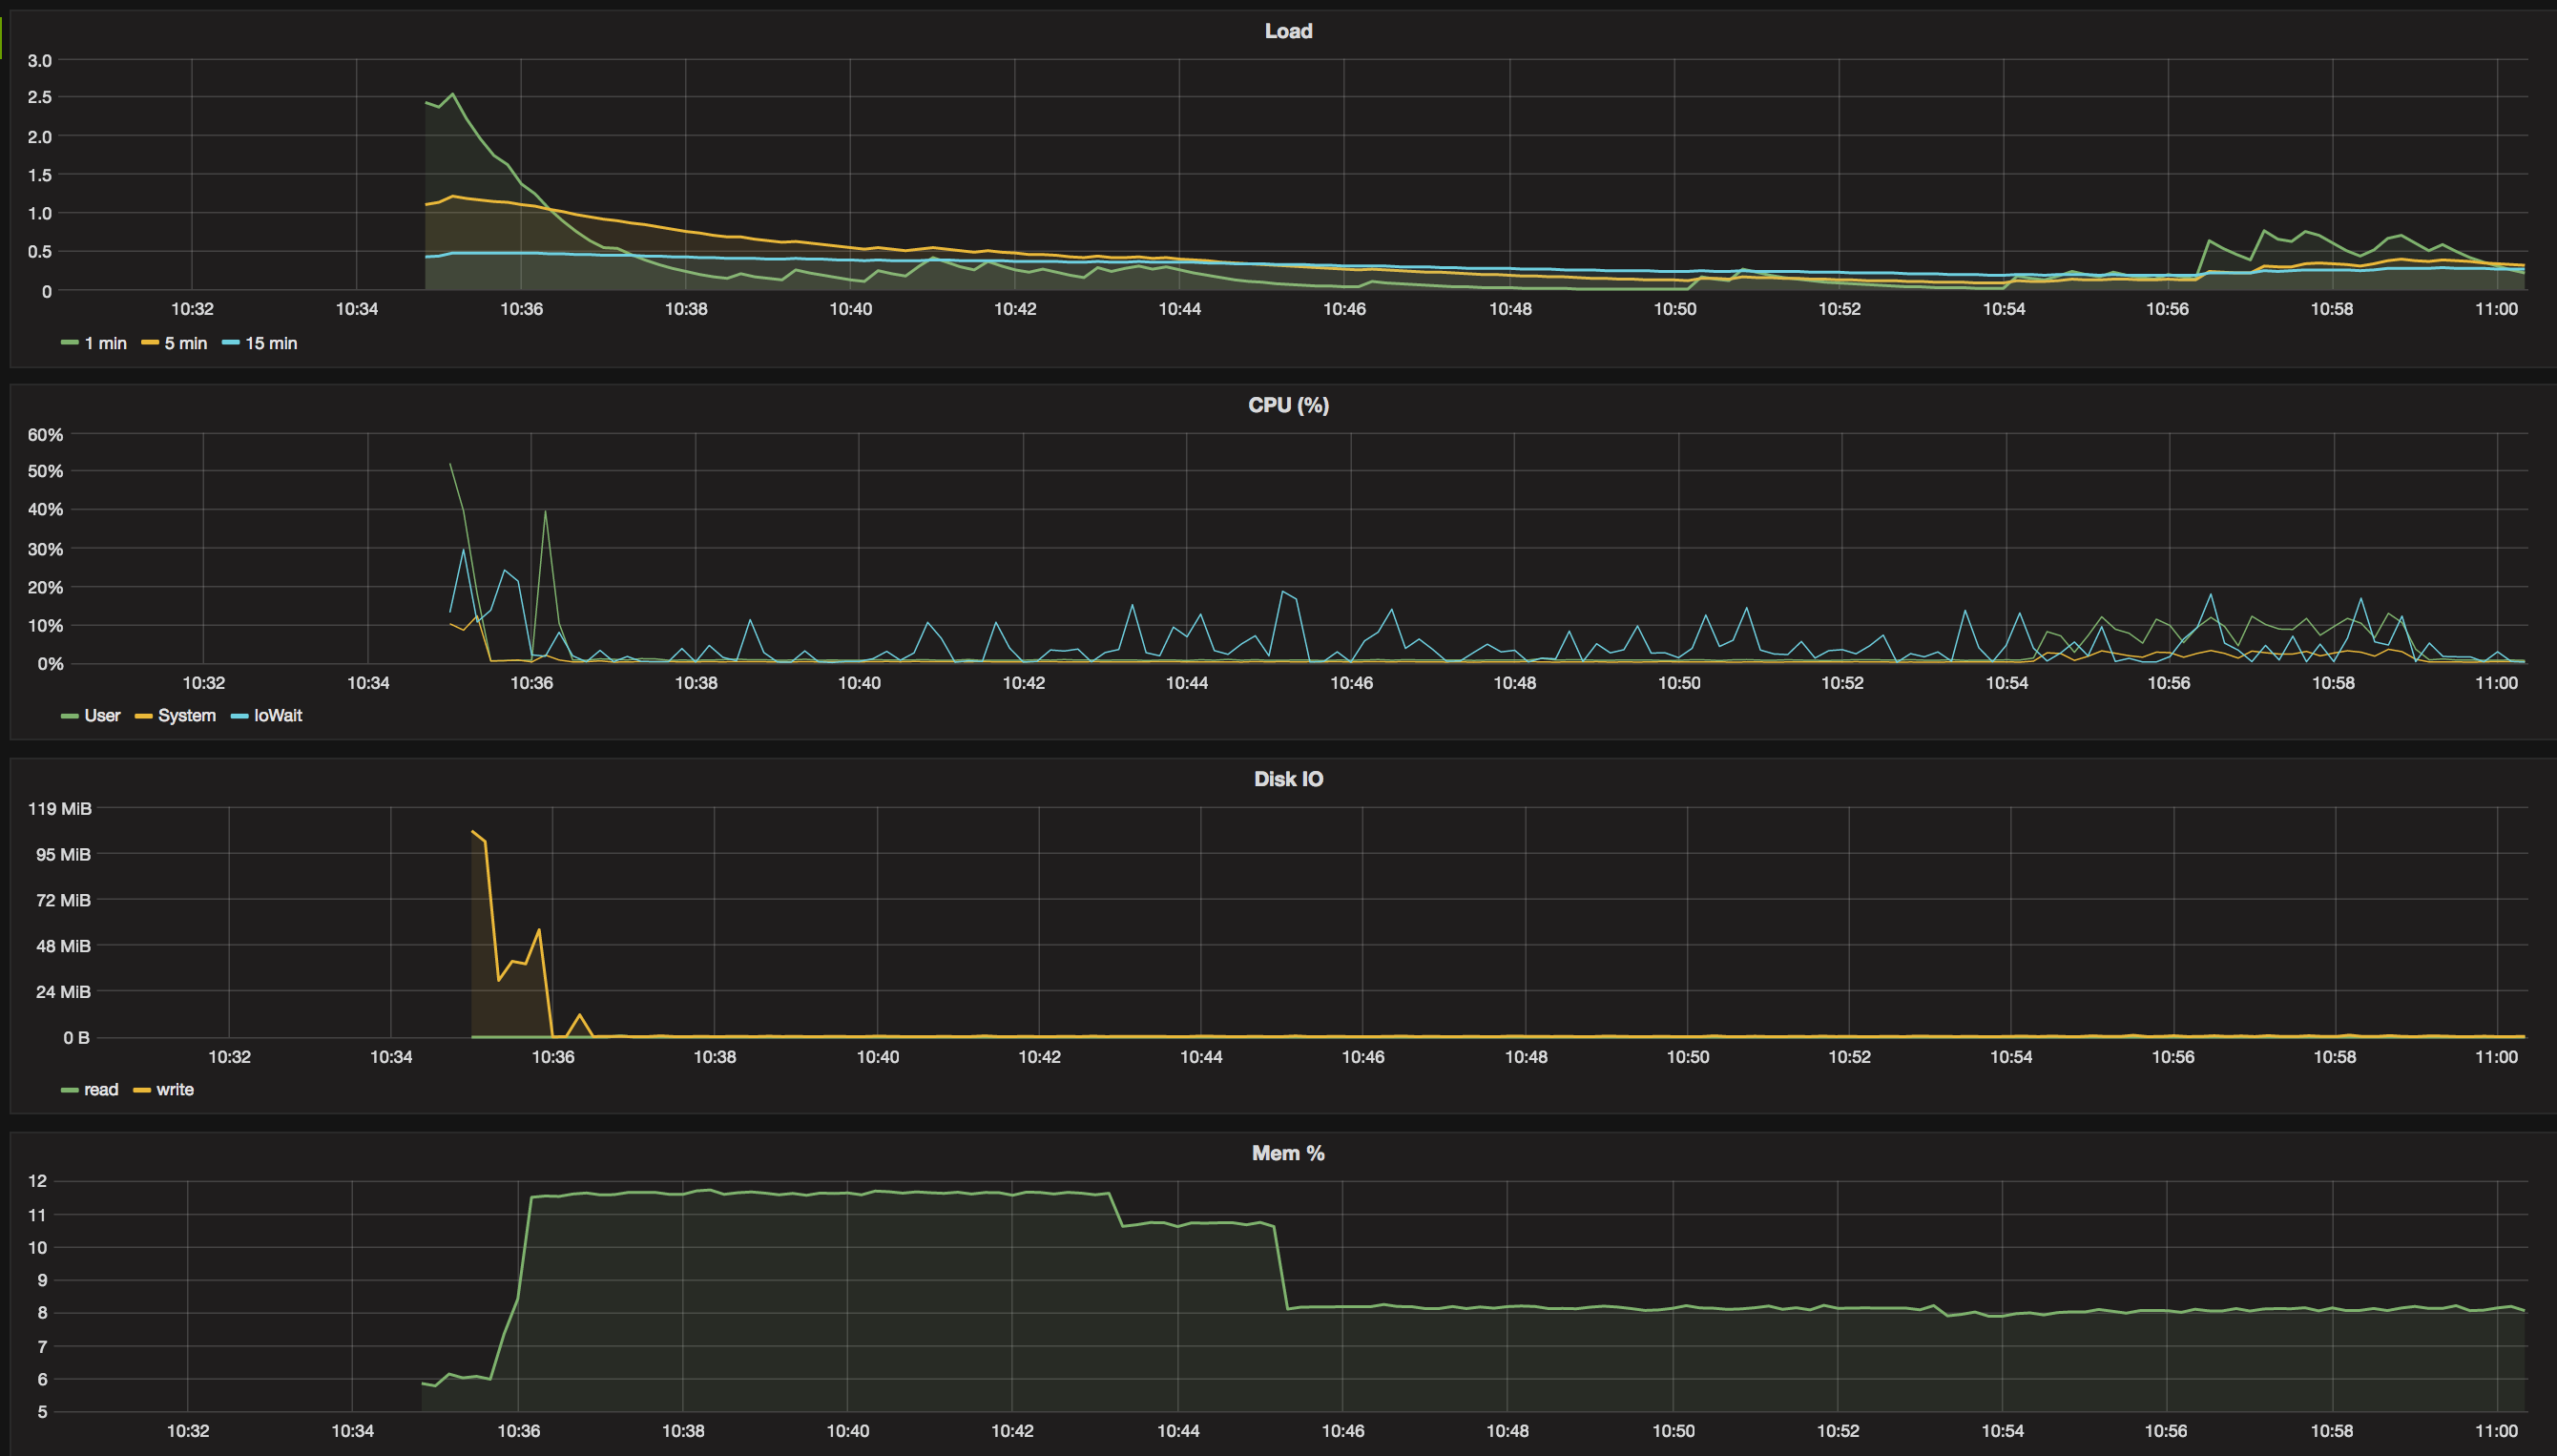 Load
3.0
2.5
2.0
1.5
1.0
0.5
0
10:32 10:34 10:36 10:38 10:40 10:42 10:44 10:46 10:48 10:50 10:52 10:54 10:56 10:58 11:00
1 min 5 min 15 min
CPU (%)
60%
50%
40%
30%
20%
10%
0%
10:32 10:34 10:36 10:38 10:40 10:42 10:44 10:46 10:48 10:50 10:52 10:54 10:56 10:58 11:00
User System IoWait
Disk IO
119 MiB
95 MiB
72 MiB
48 MiB
24 MiB
0 B
10:32 10:34 10:36 10:38 10:40 10:42 10:44 10:46 10:48 10:50 10:52 10:54 10:56 10:58 11:00
read write
Mem %
12
11
10
9
8
7
6
5
10:32 10:34 10:36 10:38 10:40 10:42 10:44 10:46 10:48 10:50 10:52 10:54 10:56 10:58 11:00